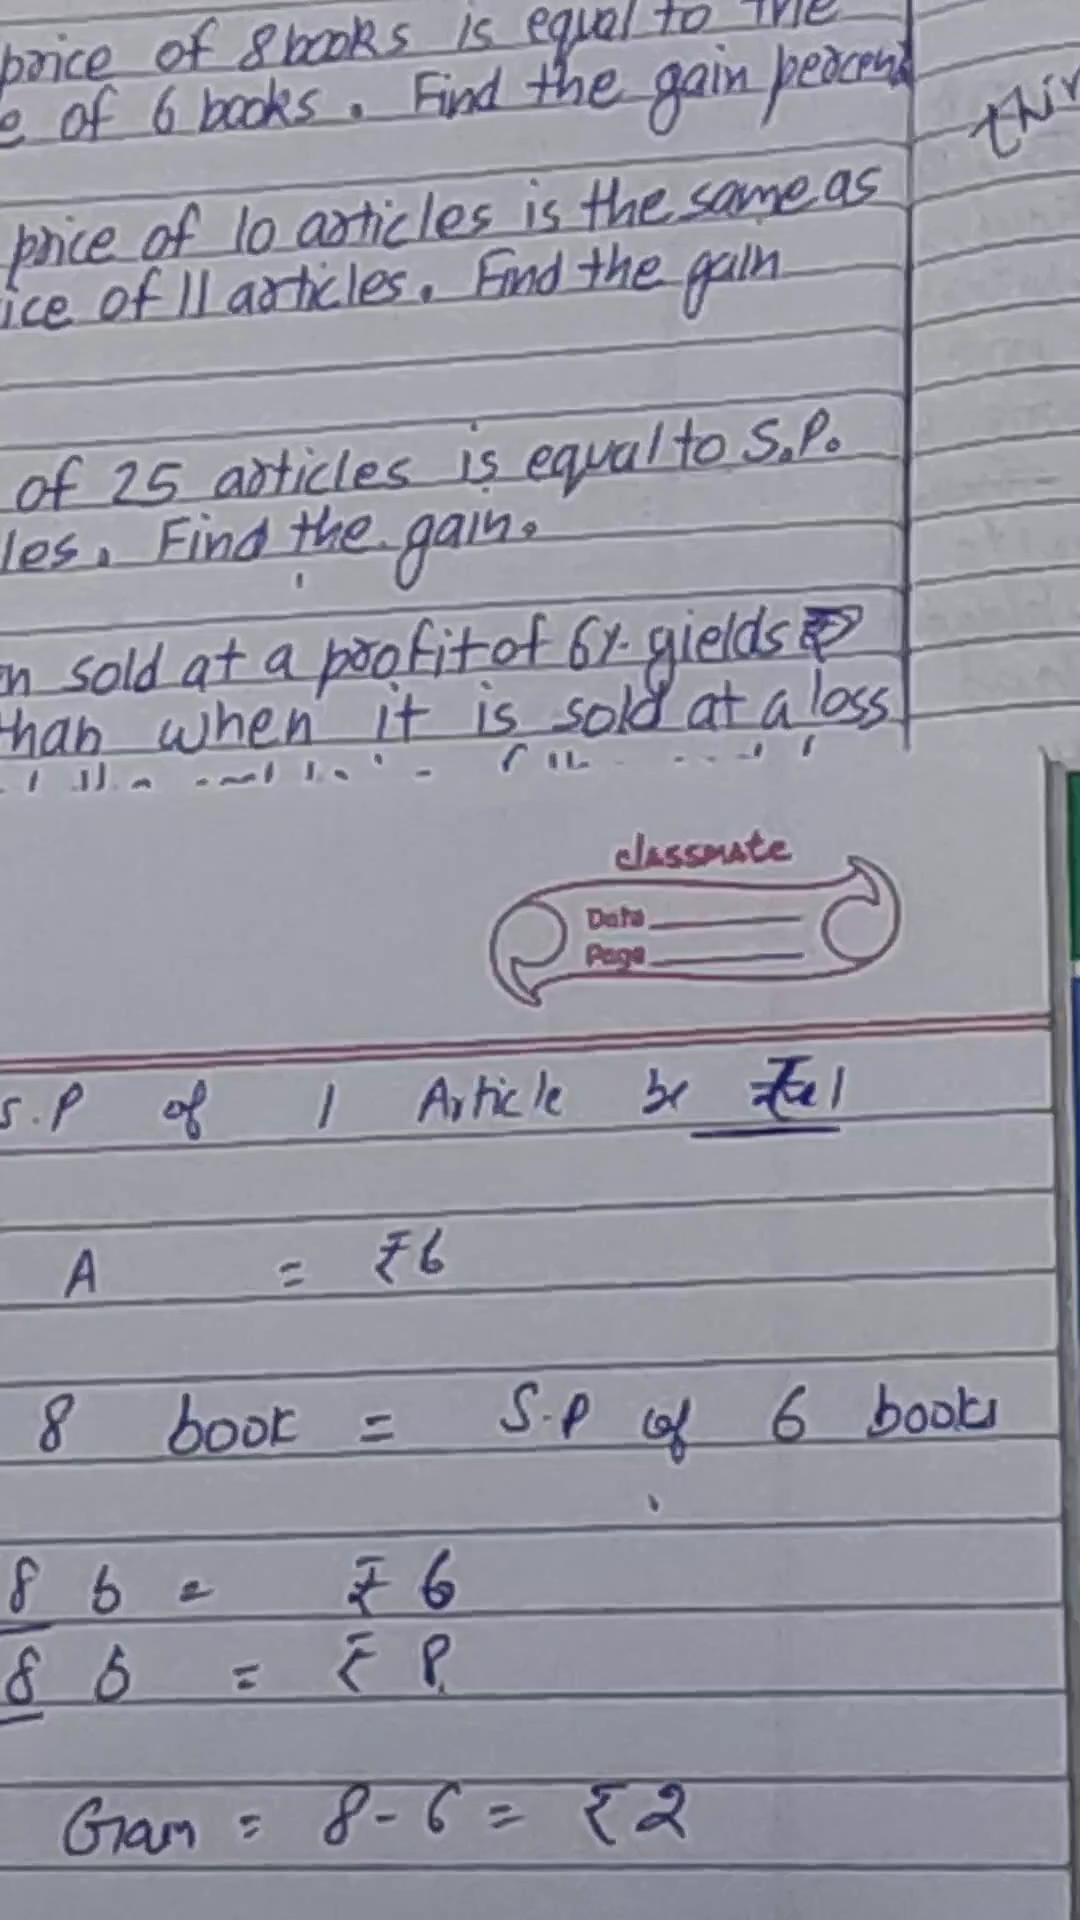 price of 8 books is equal to the
e of 6 books. Find the gain percent
thir
price of 10 articles is the same as
ice of 11 articles. Find the gain
of 25 articles is equal to S.P.
les. Find the gain.
n sold at a profit of 6% yields ₹
than when it is sold at a loss
classmate
Date
Page
S.P of 1 Article be ₹1
A = ₹6
8 book = S.P of 6 books
8 b = ₹ 6
8 b = ₹ 8
Gain = 8 - 6 = ₹2